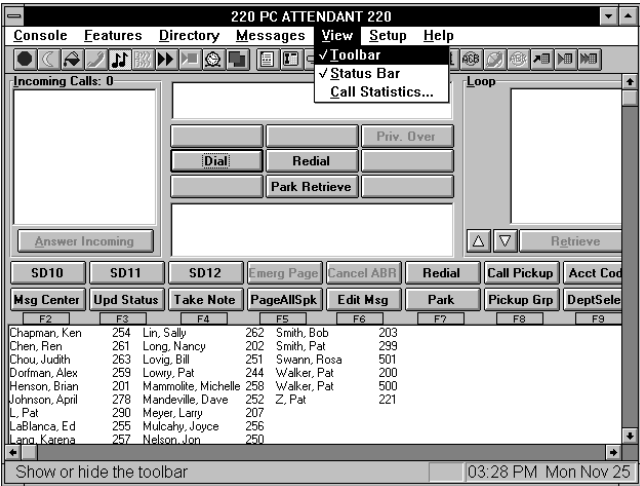 220 PC ATTENDANT 220
Console Features Directory Messages View Setup Help
✓Toolbar
✓Status Bar
Call Statistics...
Incoming Calls: 0
Loop
Priv. Over
Dial Redial
Park Retrieve
Answer Incoming
Retrieve
SD10 SD11 SD12 Emerg Page Cancel ABR Redial Call Pickup Acct Cod
Msg Center Upd Status Take Note PageAllSpk Edit Msg Park Pickup Grp DeptSele
F2 F3 F4 F5 F6 F7 F8 F9
Chapman, Ken 254 Lin, Sally 262 Smith, Bob 203
Chen, Ren 261 Long, Nancy 202 Smith, Pat 299
Chou, Judith 263 Lovig, Bill 251 Swann, Rosa 501
Dorfman, Alex 259 Lowry, Pat 244 Walker, Pat 200
Henson, Brian 201 Mammolite, Michelle 258 Walker, Pat 500
Johnson, April 278 Mandeville, Dave 252 Z, Pat 221
L, Pat 290 Meyer, Larry 207
LaBlanca, Ed 255 Mulcahy, Joyce 256
Lang, Karena 257 Nelson, Jon 250
Show or hide the toolbar
03:28 PM Mon Nov 25